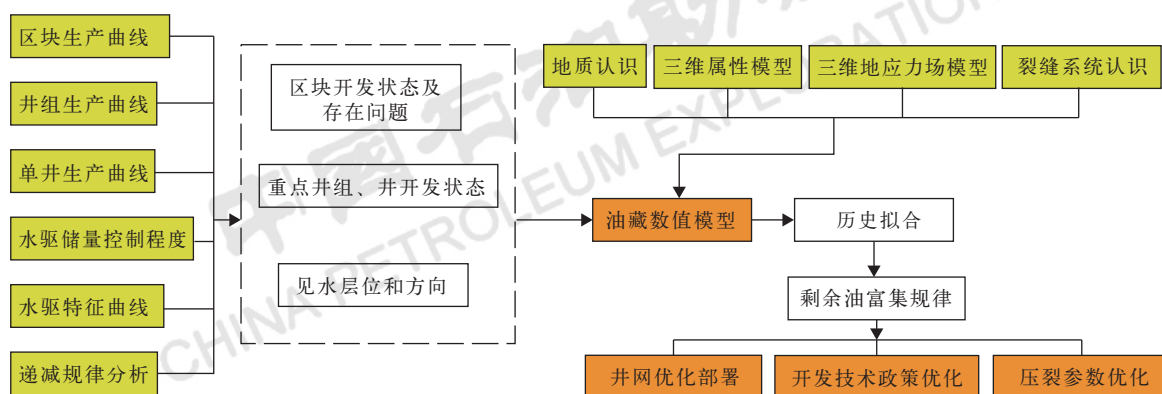 区块生产曲线
井组生产曲线
单井生产曲线
水驱储量控制程度
水驱特征曲线
递减规律分析
区块开发状态及
存在问题
重点井组、井开发状态
见水层位和方向
地质认识
三维属性模型
三维地应力场模型
裂缝系统认识
油藏数值模型
历史拟合
剩余油富集规律
井网优化部署
开发技术政策优化
压裂参数优化
CHINA PETROLEUM EXPLORATION